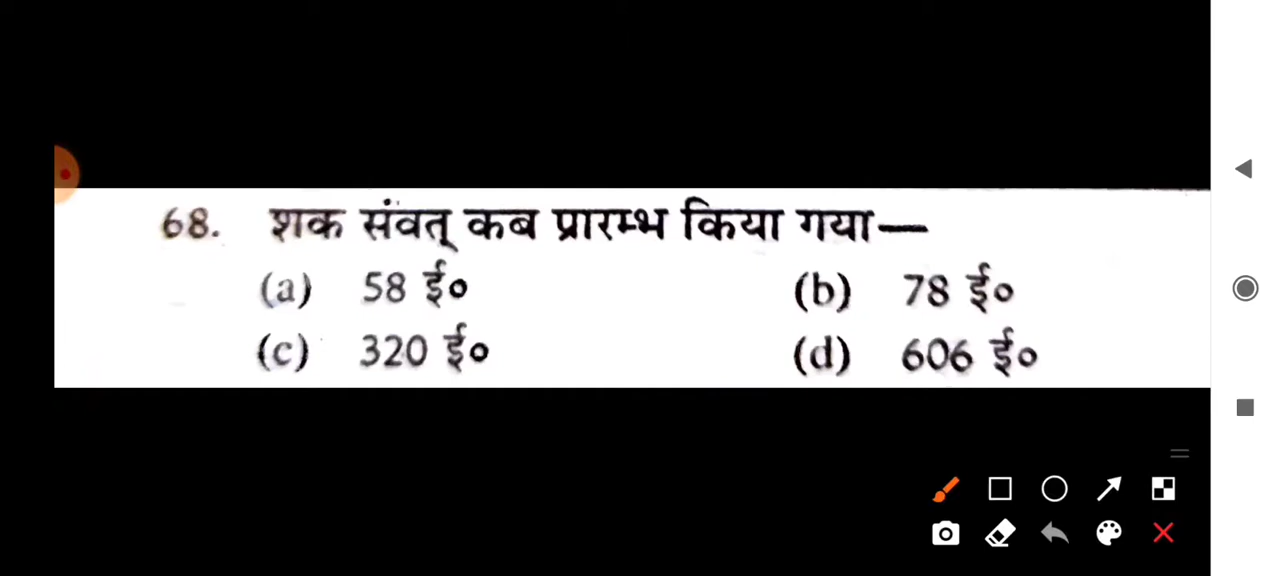 68. शक संवत् कब प्रारम्भ किया गया—
(a) 58 ई० (b) 78 ई०
(c) 320 ई० (d) 606 ई०